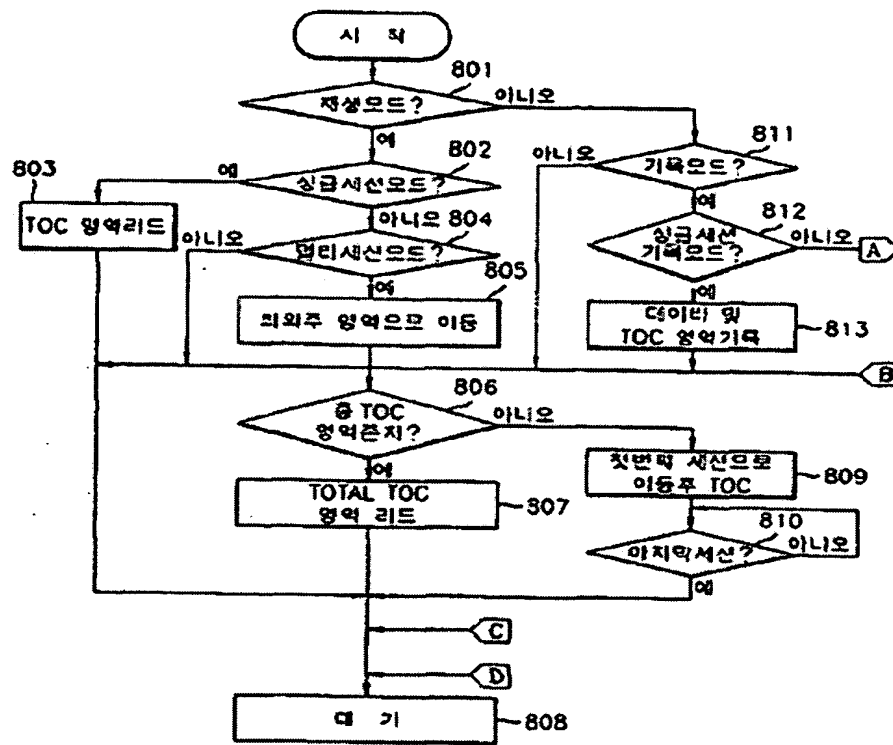 시 작
801
재생모드?
아니오
예
811
802
아니오
기록모드?
803
예
싱글세션모드?
예
812
TOC 영역리드
아니오
804
싱글세션
기록모드?
아니오
A
아니오
멀티세션모드?
예
805
예
최외주 영역으로 이동
데이타 및
TOC 영역기록
813
B
806
총 TOC
영역존재?
아니오
예
첫번째 세션으로
이동후 TOC
809
TOTAL TOC
영역 리드
807
810
마지막세션?
아니오
예
C
D
대 기
808